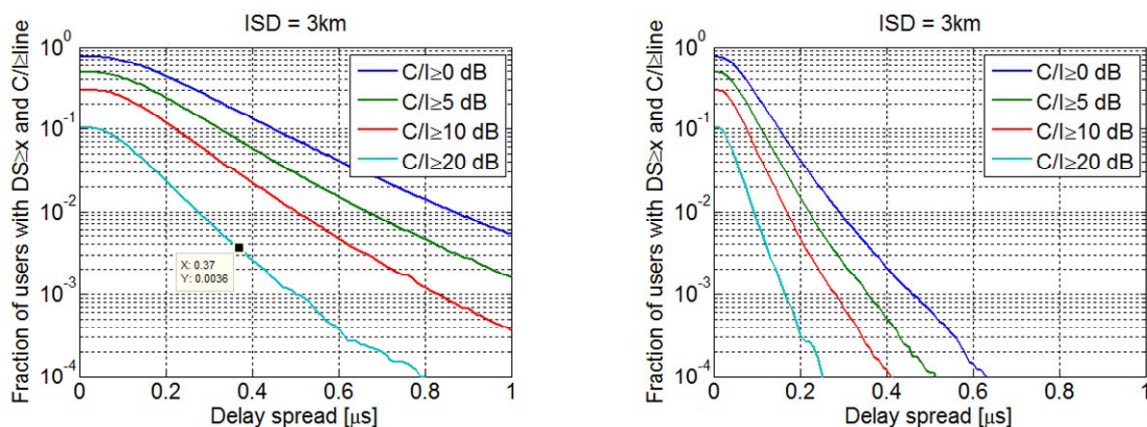 ISD = 3km
Fraction of users with DS≥x and C/I≥line
10^0
10^-1
10^-2
10^-3
10^-4
C/I≥0 dB
C/I≥5 dB
C/I≥10 dB
C/I≥20 dB
X: 0.37
Y: 0.0036
0 0.2 0.4 0.6 0.8 1
Delay spread [μs]
ISD = 3km
Fraction of users with DS≥x and C/I≥line
10^0
10^-1
10^-2
10^-3
10^-4
C/I≥0 dB
C/I≥5 dB
C/I≥10 dB
C/I≥20 dB
0 0.2 0.4 0.6 0.8 1
Delay spread [μs]